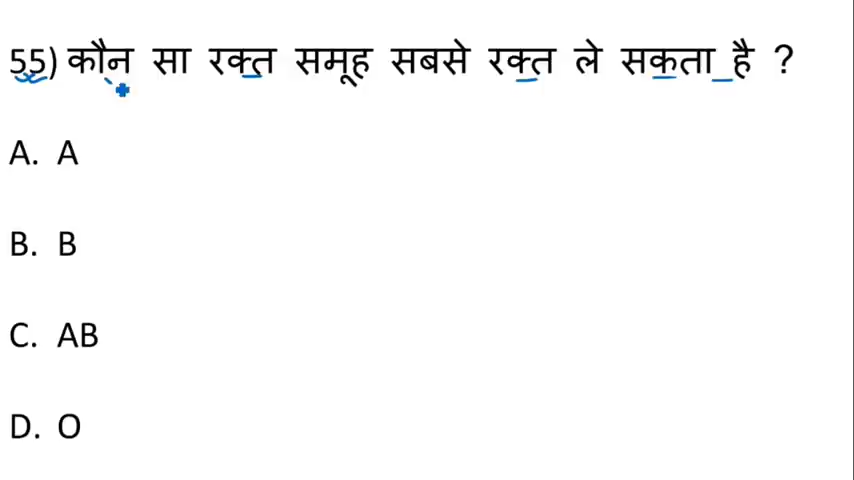 55) कौन सा रक्त समूह सबसे रक्त ले सकता है ?
A. A
B. B
C. AB
D. O